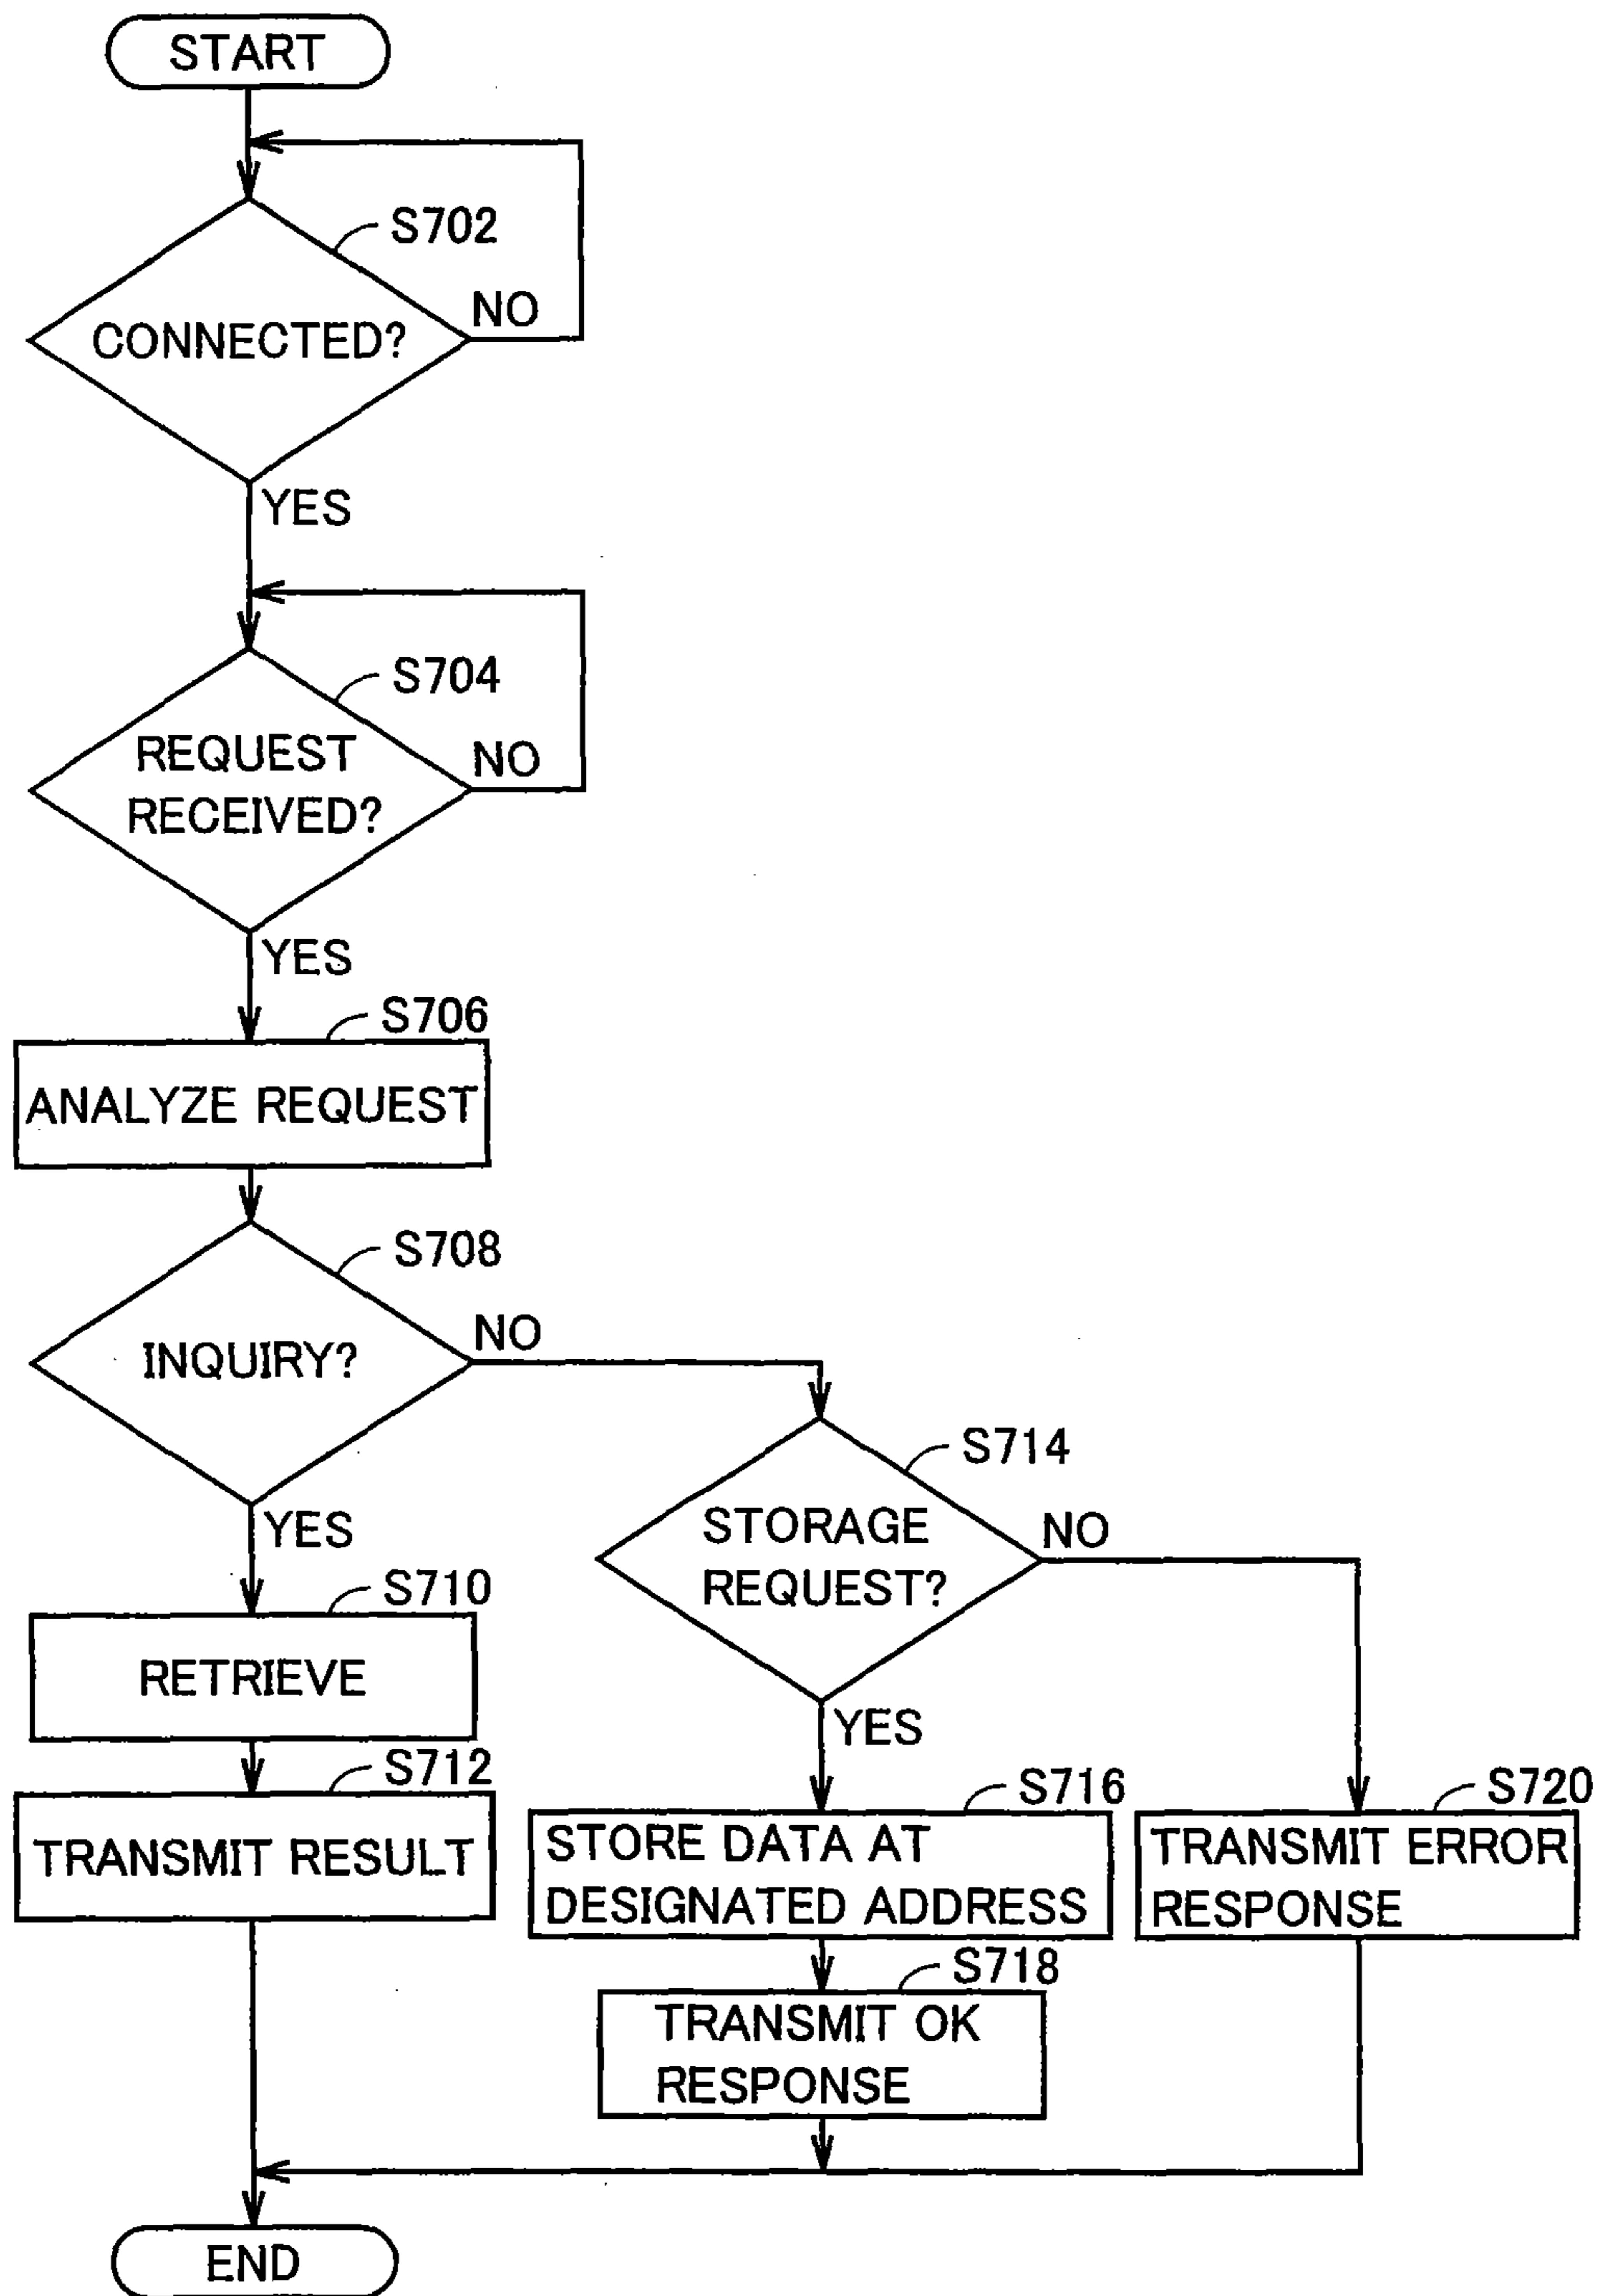 START
S702
CONNECTED?
NO
YES
S704
REQUEST
RECEIVED?
NO
YES
S706
ANALYZE REQUEST
S708
INQUIRY?
NO
YES
S714
STORAGE
REQUEST?
NO
YES
S710
RETRIEVE
S712
TRANSMIT RESULT
S716
STORE DATA AT
DESIGNATED ADDRESS
S718
TRANSMIT OK
RESPONSE
S720
TRANSMIT ERROR
RESPONSE
END